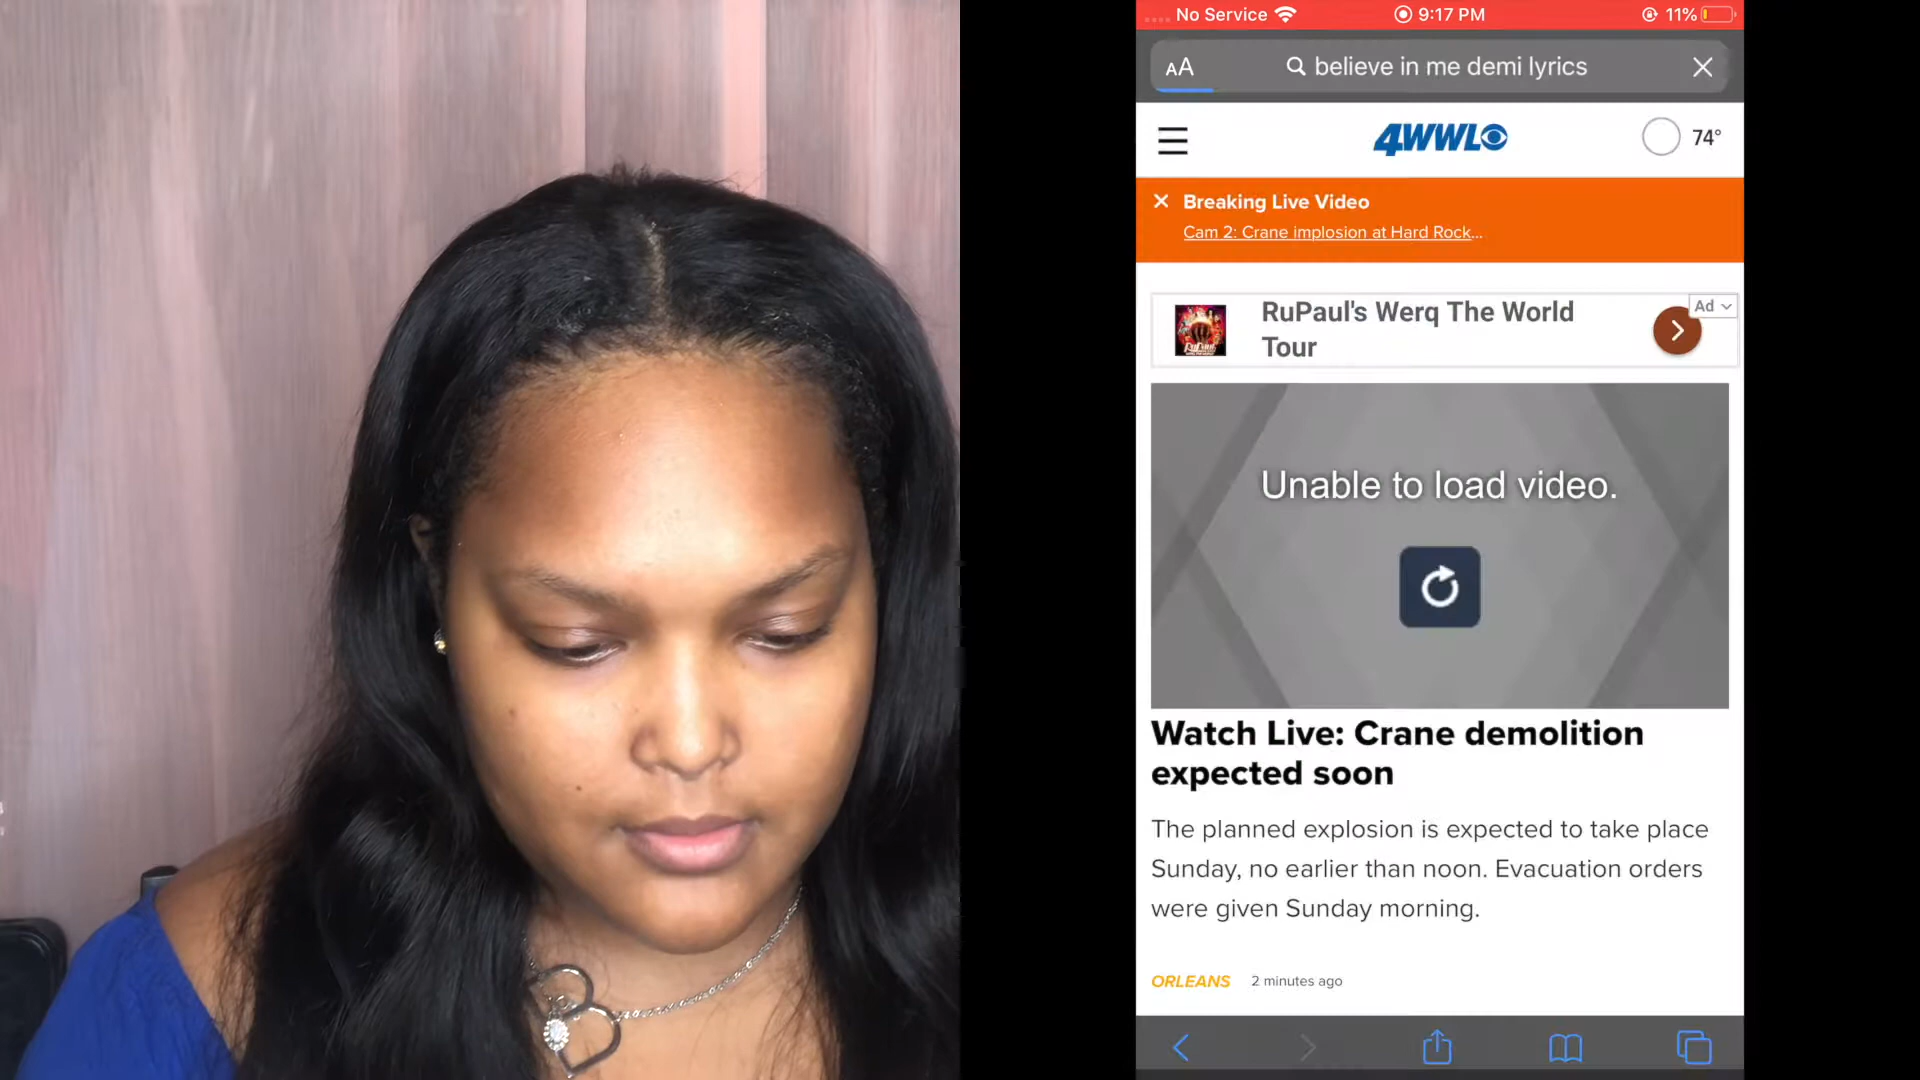 No Service
9:17 PM
11%
AA
believe in me demi lyrics
4WWL
74°
Breaking Live Video
Cam 2: Crane implosion at Hard Rock...
RuPaul's Werq The World
Tour
Ad
Unable to load video.
Watch Live: Crane demolition
expected soon
The planned explosion is expected to take place
Sunday, no earlier than noon. Evacuation orders
were given Sunday morning.
ORLEANS
2 minutes ago